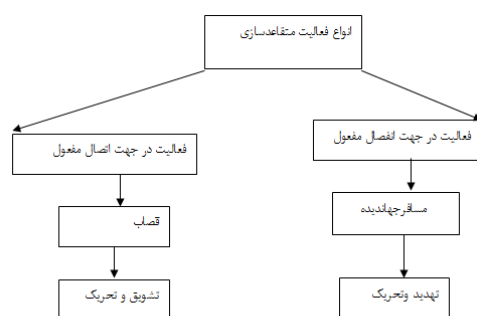 انواع فعالیت متقاعدسازی
فعالیت در جهت انفصال مفعول
فعالیت در جهت اتصال مفعول
مسافرجهاندیده
قصاب
تهدید وتحریک
تشویق و تحریک